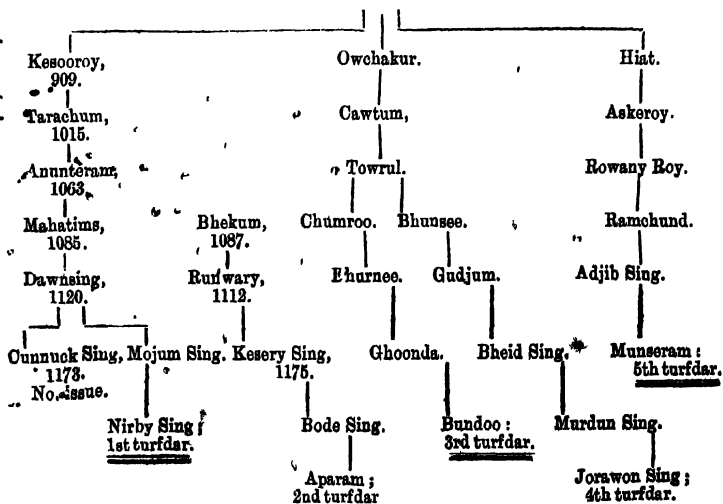 Kesooroy, Owchakur. Hiat.
909.
Tarachum, Cawtum, Askeroy.
1015.
Anunteram, Towrul. Rowany Roy.
1063.
Mahatims, Bhekum, Chumroo. Bhunsee. Ramchund.
1085. 1087.
Dawnsing, Runwary, Ehurnee. Gudjum. Adjib Sing.
1120. 1112.
Cunnuck Sing, Mojum Sing. Kesery Sing, Ghoonda. Bheid Sing. Munseram :
1173. 1175. 5th turfdar.
No issue.
Nirby Sing ; Bode Sing. Bundoo : Murdun Sing.
1st turfdar. 3rd turfdar.
Aparam ; Jorawon Sing ;
2nd turfdar 4th turfdar.